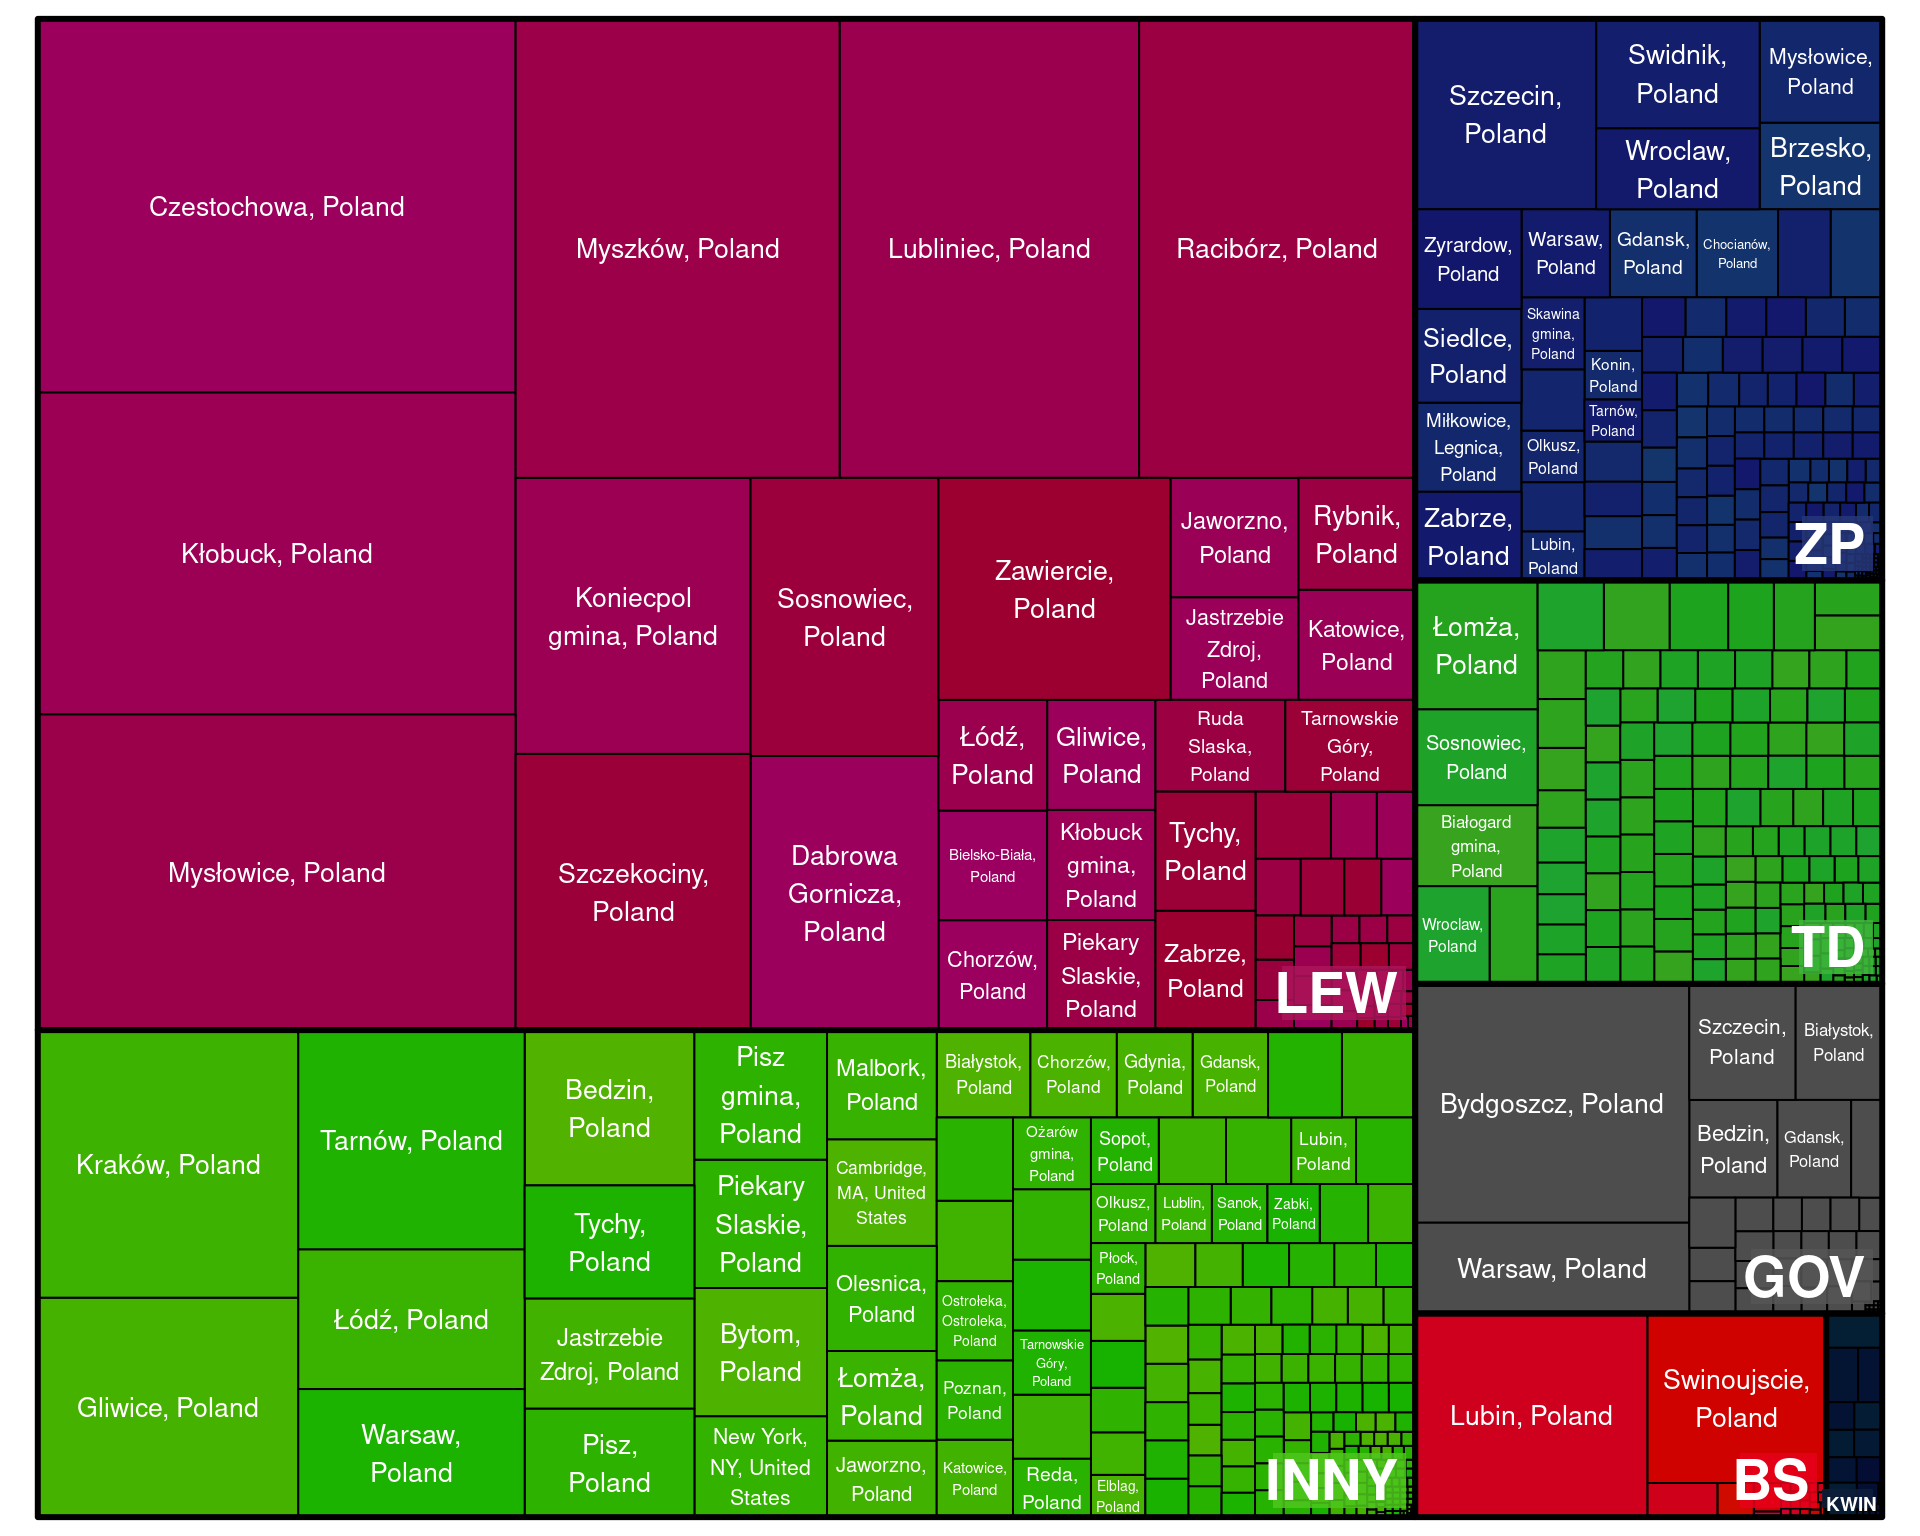 Czestochowa, Poland
Kłobuck, Poland
Mysłowice, Poland
Myszków, Poland
Lubliniec, Poland
Racibórz, Poland
Koniecpol
gmina, Poland
Szczekociny,
Poland
Sosnowiec,
Poland
Dabrowa
Gornicza,
Poland
Zawiercie,
Poland
Jaworzno,
Poland
Jastrzebie
Zdroj,
Poland
Rybnik,
Poland
Katowice,
Poland
Łódź,
Poland
Bielsko-Biała,
Poland
Chorzów,
Poland
Gliwice,
Poland
Kłobuck
gmina,
Poland
Piekary
Slaskie,
Poland
Ruda
Slaska,
Poland
Tarnowskie
Góry,
Poland
Tychy,
Poland
Zabrze,
Poland
LEW
Kraków, Poland
Gliwice, Poland
Tarnów, Poland
Łódź, Poland
Warsaw,
Poland
Bedzin,
Poland
Tychy,
Poland
Jastrzebie
Zdroj, Poland
Pisz,
Poland
Pisz
gmina,
Poland
Piekary
Slaskie,
Poland
Bytom,
Poland
New York,
NY, United
States
Malbork,
Poland
Cambridge,
MA, United
States
Olesnica,
Poland
Łomża,
Poland
Jaworzno,
Poland
Białystok,
Poland
Chorzów,
Poland
Gdynia,
Poland
Gdansk,
Poland
Ostrołeka,
Ostroleka,
Poland
Poznan,
Poland
Katowice,
Poland
Ożarów
gmina,
Poland
Tarnowskie
Góry,
Poland
Reda,
Poland
Sopot,
Poland
Lubin,
Poland
Olkusz,
Poland
Lublin,
Poland
Sanok,
Poland
Zabki,
Poland
Płock,
Poland
Elblag,
Poland
INNY
Szczecin,
Poland
Swidnik,
Poland
Wroclaw,
Poland
Mysłowice,
Poland
Brzesko,
Poland
Zyrardow,
Poland
Siedlce,
Poland
Miłkowice,
Legnica,
Poland
Zabrze,
Poland
Warsaw,
Poland
Gdansk,
Poland
Chocianów,
Poland
Skawina
gmina,
Poland
Olkusz,
Poland
Lubin,
Poland
Konin,
Poland
Tarnów,
Poland
ZP
Łomża,
Poland
Sosnowiec,
Poland
Białogard
gmina,
Poland
Wroclaw,
Poland
TD
Bydgoszcz, Poland
Warsaw, Poland
Szczecin,
Poland
Białystok,
Poland
Bedzin,
Poland
Gdansk,
Poland
GOV
Lubin, Poland
Swinoujscie,
Poland
BS
KWIN